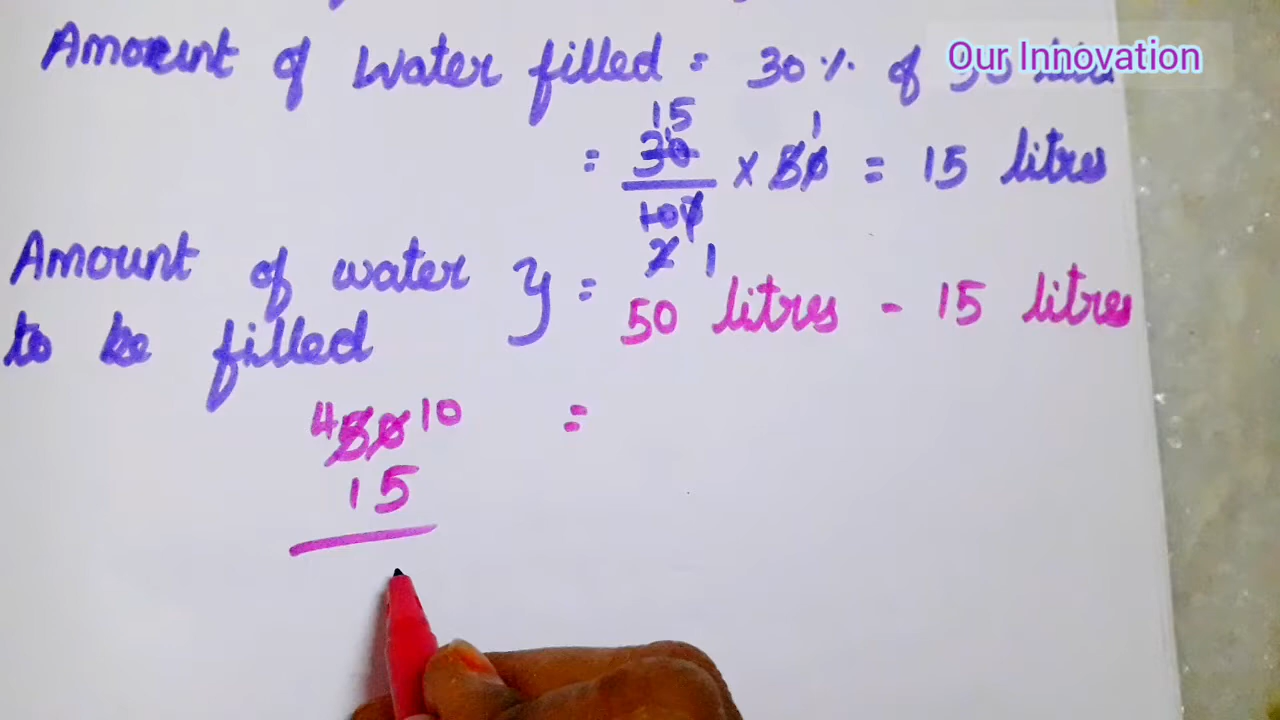 Our Innovation
Amount of Water filled = 30% of 50
15 1
= 30/100 × 50 = 15 litres
2 1
Amount of water to be filled } = 50 litres - 15 litres
4 50 10 =
15